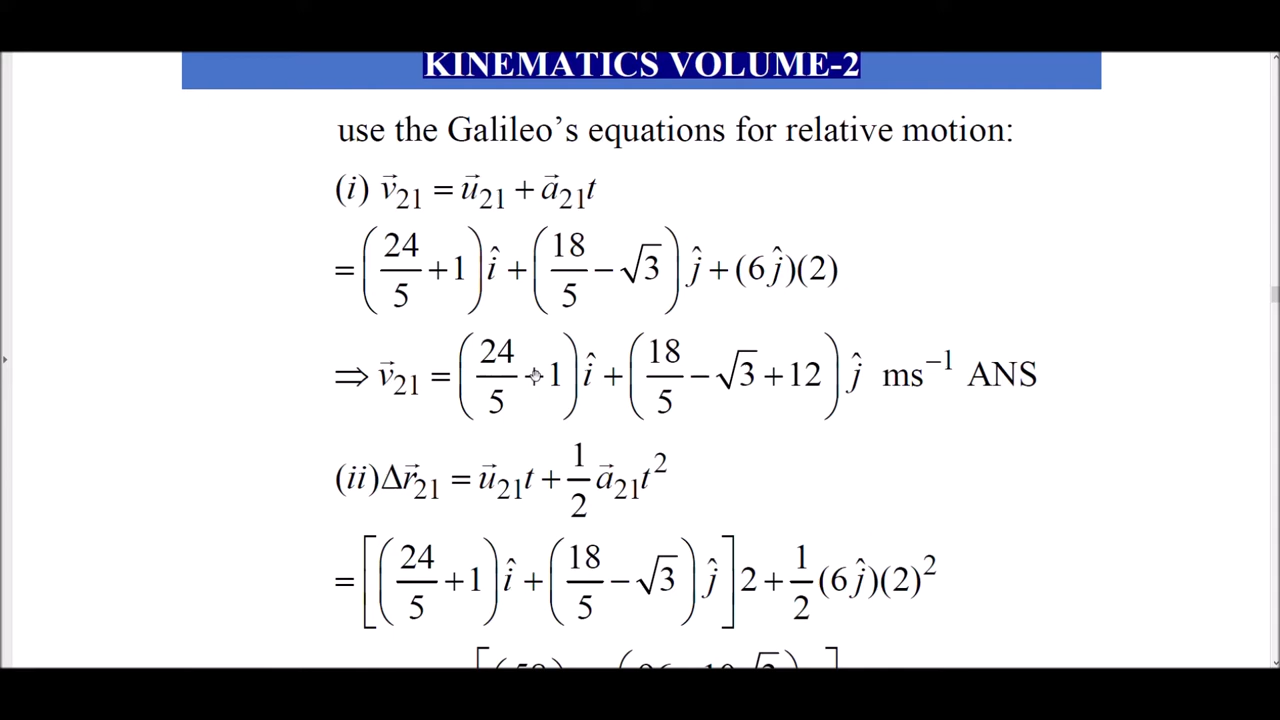 KINEMATICS VOLUME-2
use the Galileo's equations for relative motion:
(i) v⃗₂₁ = u⃗₂₁ + a⃗₂₁t
= (24/5 + 1) î + (18/5 − √3) ĵ + (6ĵ)(2)
⇒ v⃗₂₁ = (24/5 + 1) î + (18/5 − √3 + 12) ĵ ms⁻¹ ANS
(ii) Δr⃗₂₁ = u⃗₂₁t + 1/2 a⃗₂₁t²
= [(24/5 + 1) î + (18/5 − √3) ĵ] 2 + 1/2 (6ĵ)(2)²